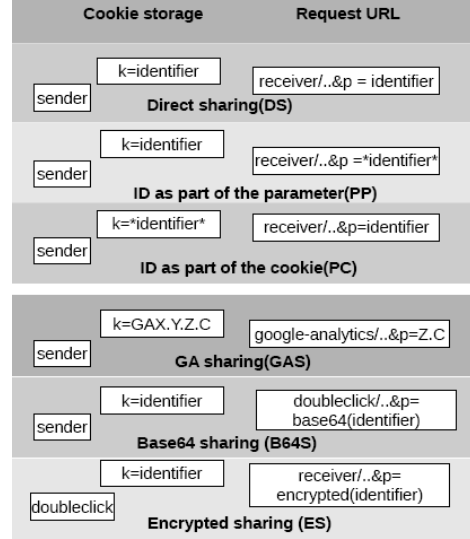 Cookie storage Request URL
k=identifier
receiver/..&p = identifier
sender
Direct sharing(DS)
k=identifier
receiver/..&p =*identifier*
sender
ID as part of the parameter(PP)
k=*identifier*
receiver/..&p=identifier
sender
ID as part of the cookie(PC)
k=GAX.Y.Z.C
google-analytics/..&p=Z.C
sender
GA sharing(GAS)
k=identifier
doubleclick/..&p=
base64(identifier)
sender
Base64 sharing (B64S)
k=identifier
receiver/..&p=
encrypted(identifier)
doubleclick
Encrypted sharing (ES)